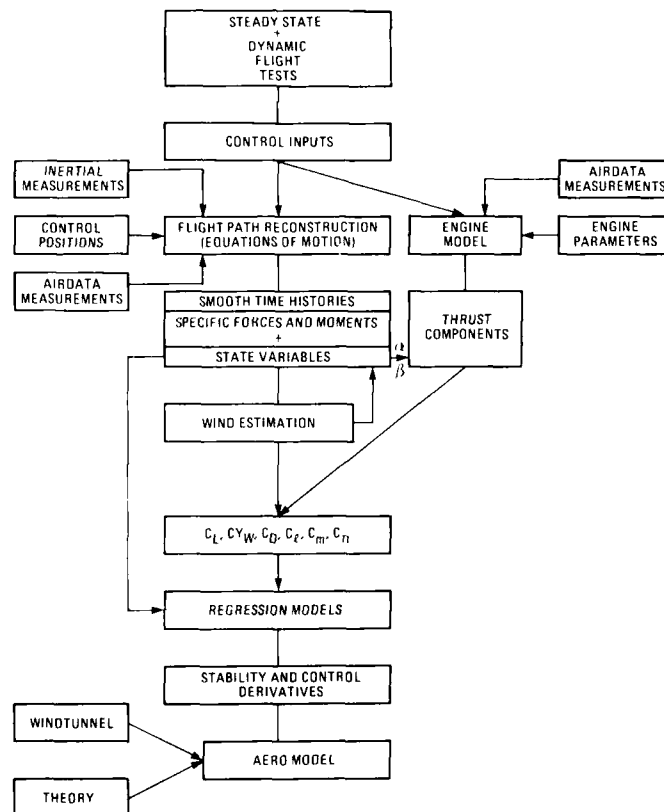 STEADY STATE
+
DYNAMIC
FLIGHT
TESTS
CONTROL INPUTS
INERTIAL
MEASUREMENTS
AIRDATA
MEASUREMENTS
CONTROL
POSITIONS
FLIGHT PATH RECONSTRUCTION
(EQUATIONS OF MOTION)
ENGINE
MODEL
ENGINE
PARAMETERS
AIRDATA
MEASUREMENTS
SMOOTH TIME HISTORIES
SPECIFIC FORCES AND MOMENTS
+
STATE VARIABLES
α
β
THRUST
COMPONENTS
WIND ESTIMATION
C_L, CY_W, C_D, C_ℓ, C_m, C_n
REGRESSION MODELS
STABILITY AND CONTROL
DERIVATIVES
WINDTUNNEL
AERO MODEL
THEORY